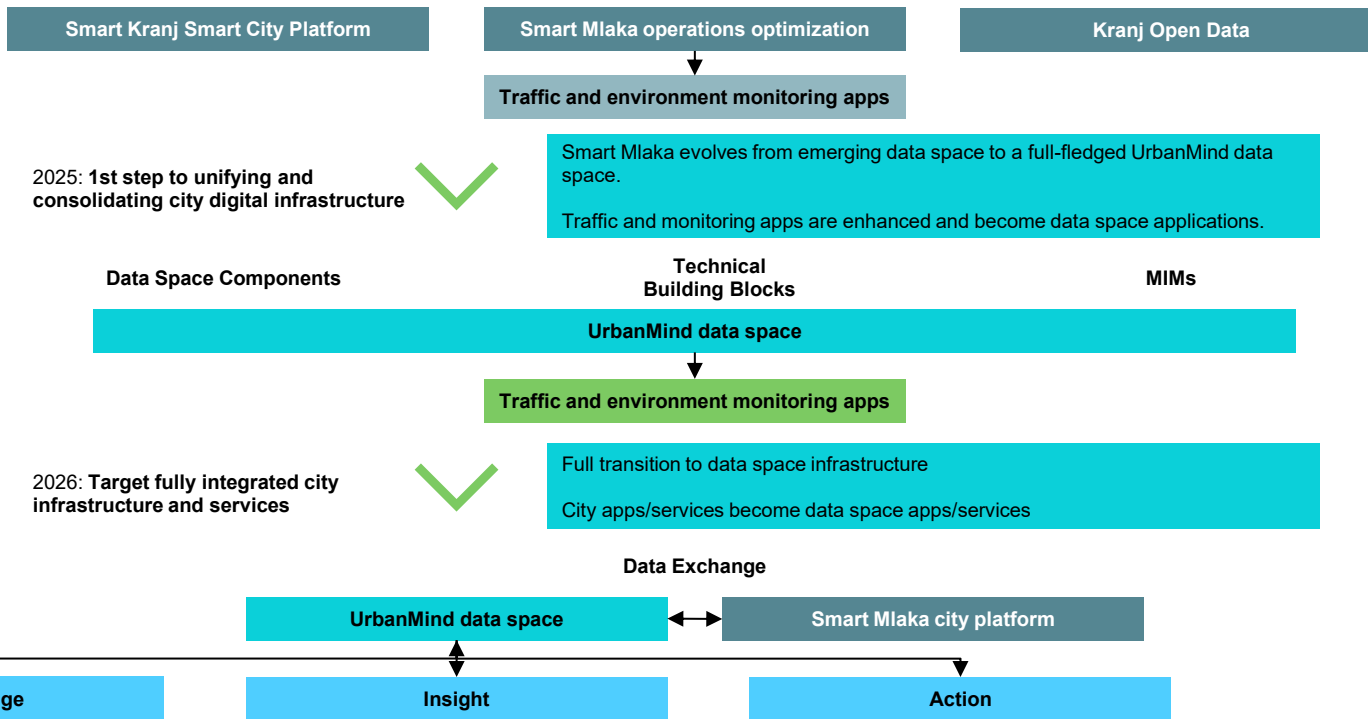 Smart Kranj Smart City Platform
Smart Mlaka operations optimization
Kranj Open Data
Traffic and environment monitoring apps
2025: 1st step to unifying and
consolidating city digital infrastructure
Smart Mlaka evolves from emerging data space to a full-fledged UrbanMind data
space.
Traffic and monitoring apps are enhanced and become data space applications.
Data Space Components
Technical
Building Blocks
MIMs
UrbanMind data space
Traffic and environment monitoring apps
2026: Target fully integrated city
infrastructure and services
Full transition to data space infrastructure
City apps/services become data space apps/services
Data Exchange
UrbanMind data space
Smart Mlaka city platform
ge
Insight
Action